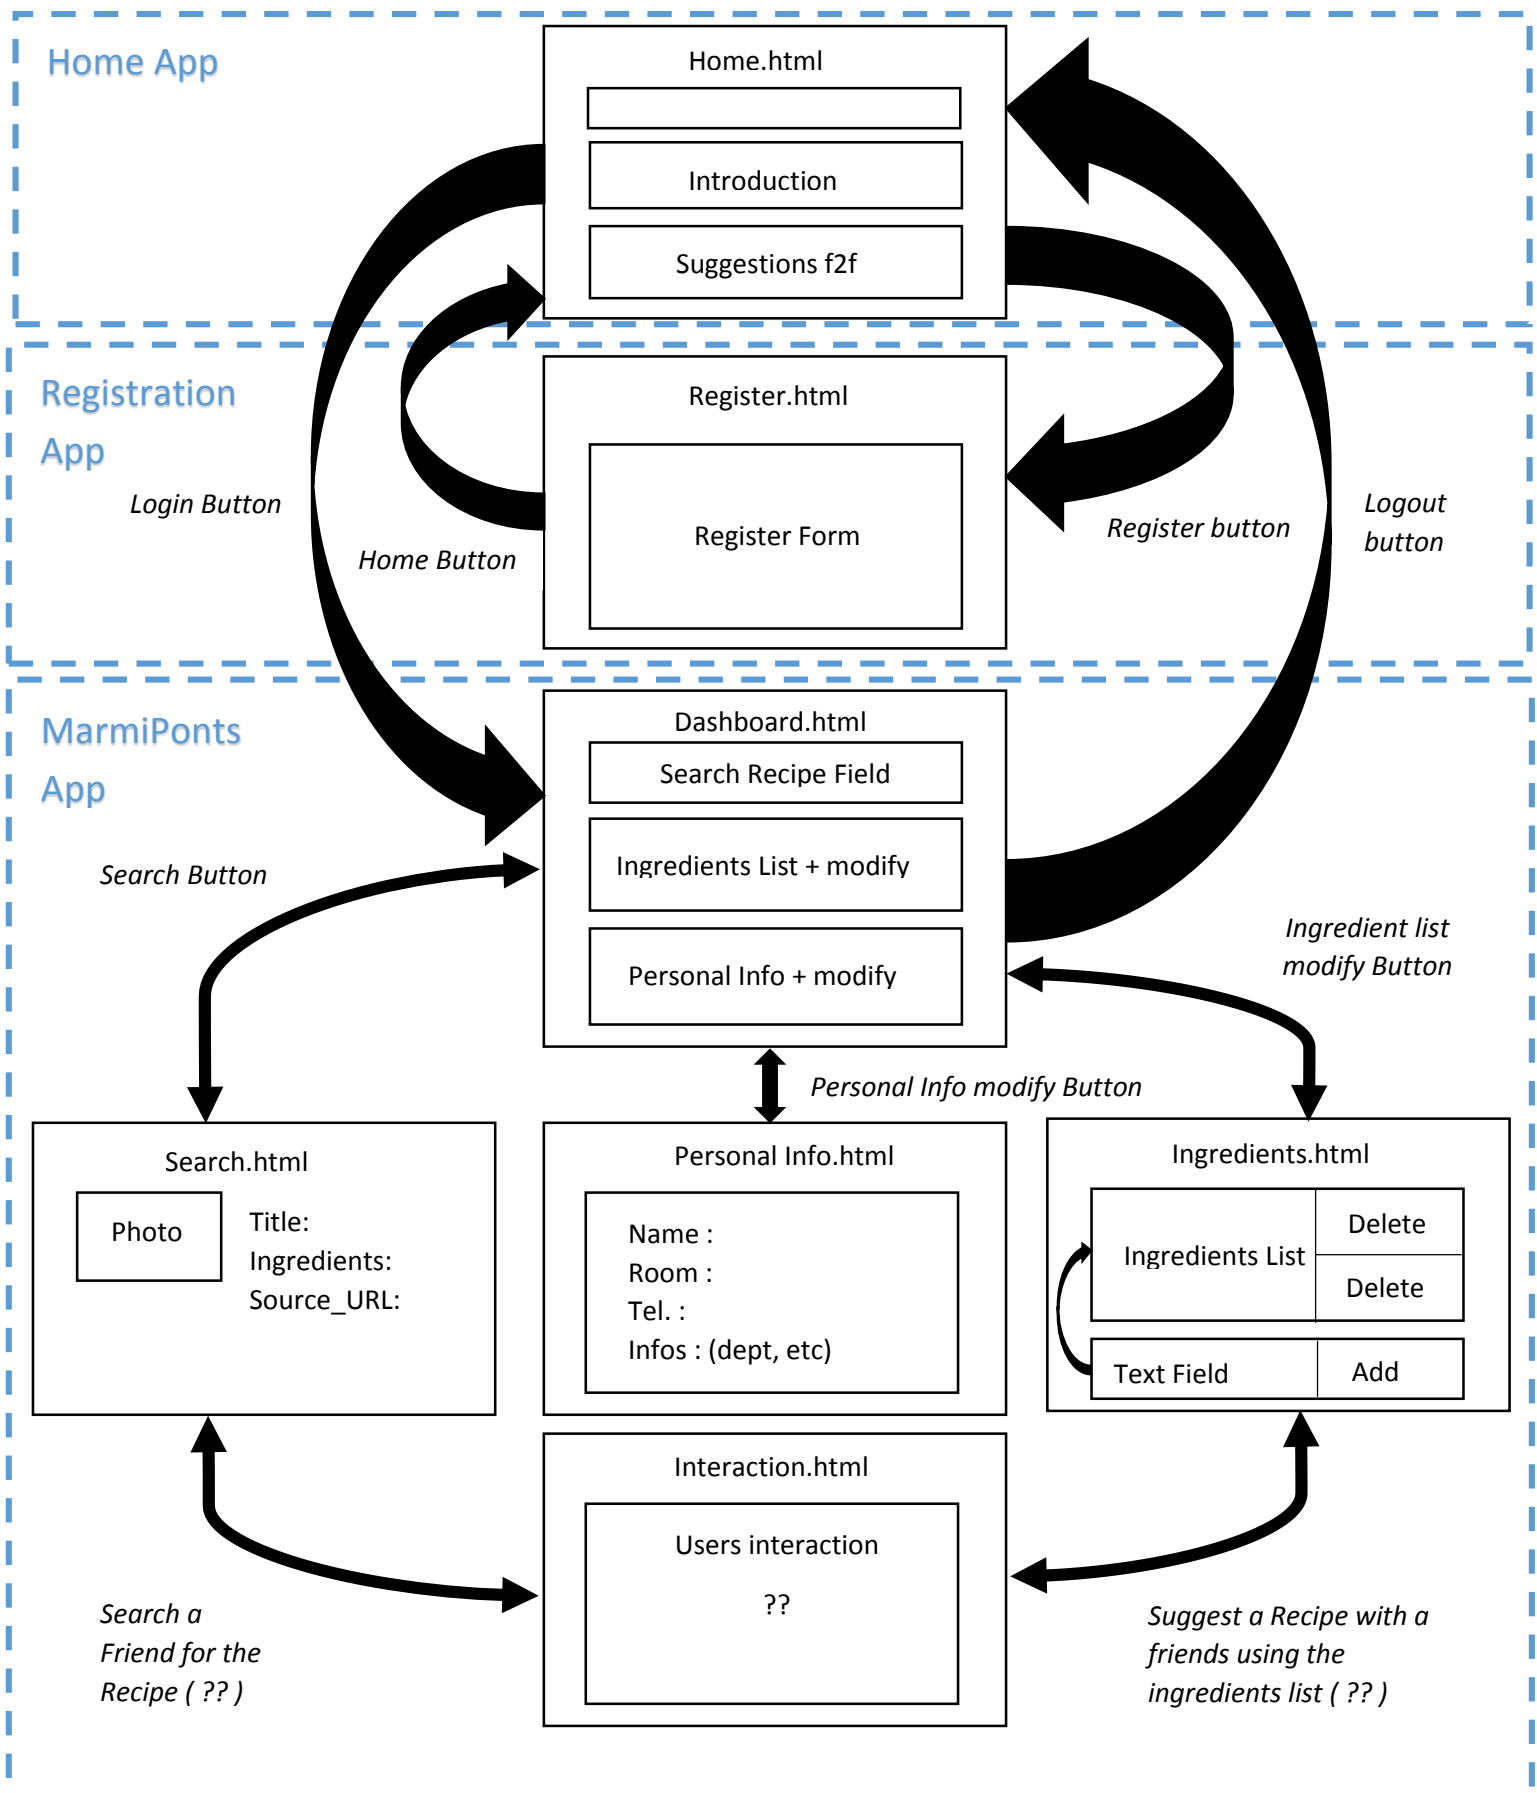 Home App
Home.html
Introduction
Suggestions f2f
Registration
App
Register.html
Register Form
Login Button
Home Button
Register button
Logout
button
MarmiPonts
App
Dashboard.html
Search Recipe Field
Ingredients List + modify
Personal Info + modify
Search Button
Ingredient list
modify Button
Personal Info modify Button
Search.html
Photo
Title:
Ingredients:
Source_URL:
Personal Info.html
Name :
Room :
Tel. :
Infos : (dept, etc)
Ingredients.html
Ingredients List
Delete
Delete
Text Field
Add
Interaction.html
Users interaction
??
Search a
Friend for the
Recipe ( ?? )
Suggest a Recipe with a
friends using the
ingredients list ( ?? )